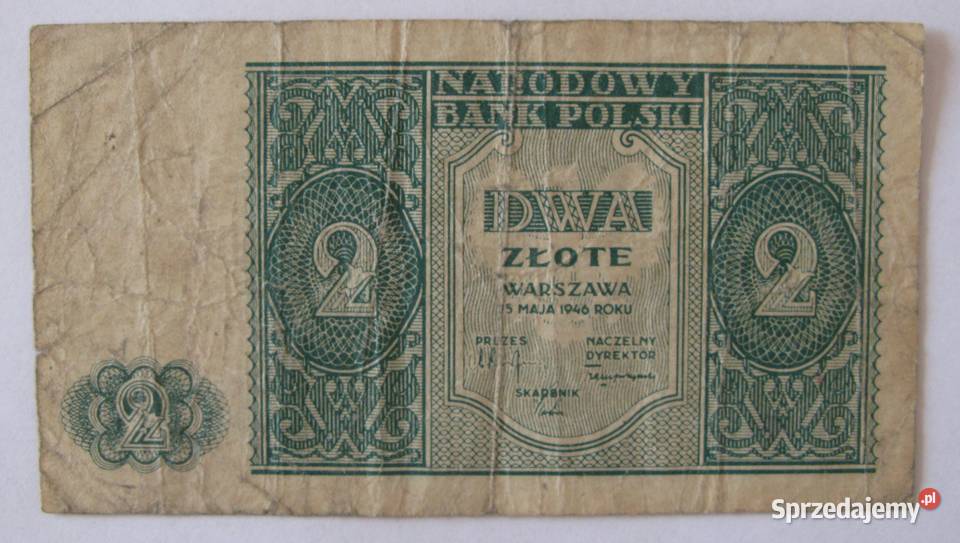 NARODOWY
BANK POLSKI
2
2
DWA
ZŁOTE
WARSZAWA
15 MAJA 1946 ROKU
PREZES
NACZELNY
DYREKTOR
SKARBNIK
2
Sprzedajemy.pl